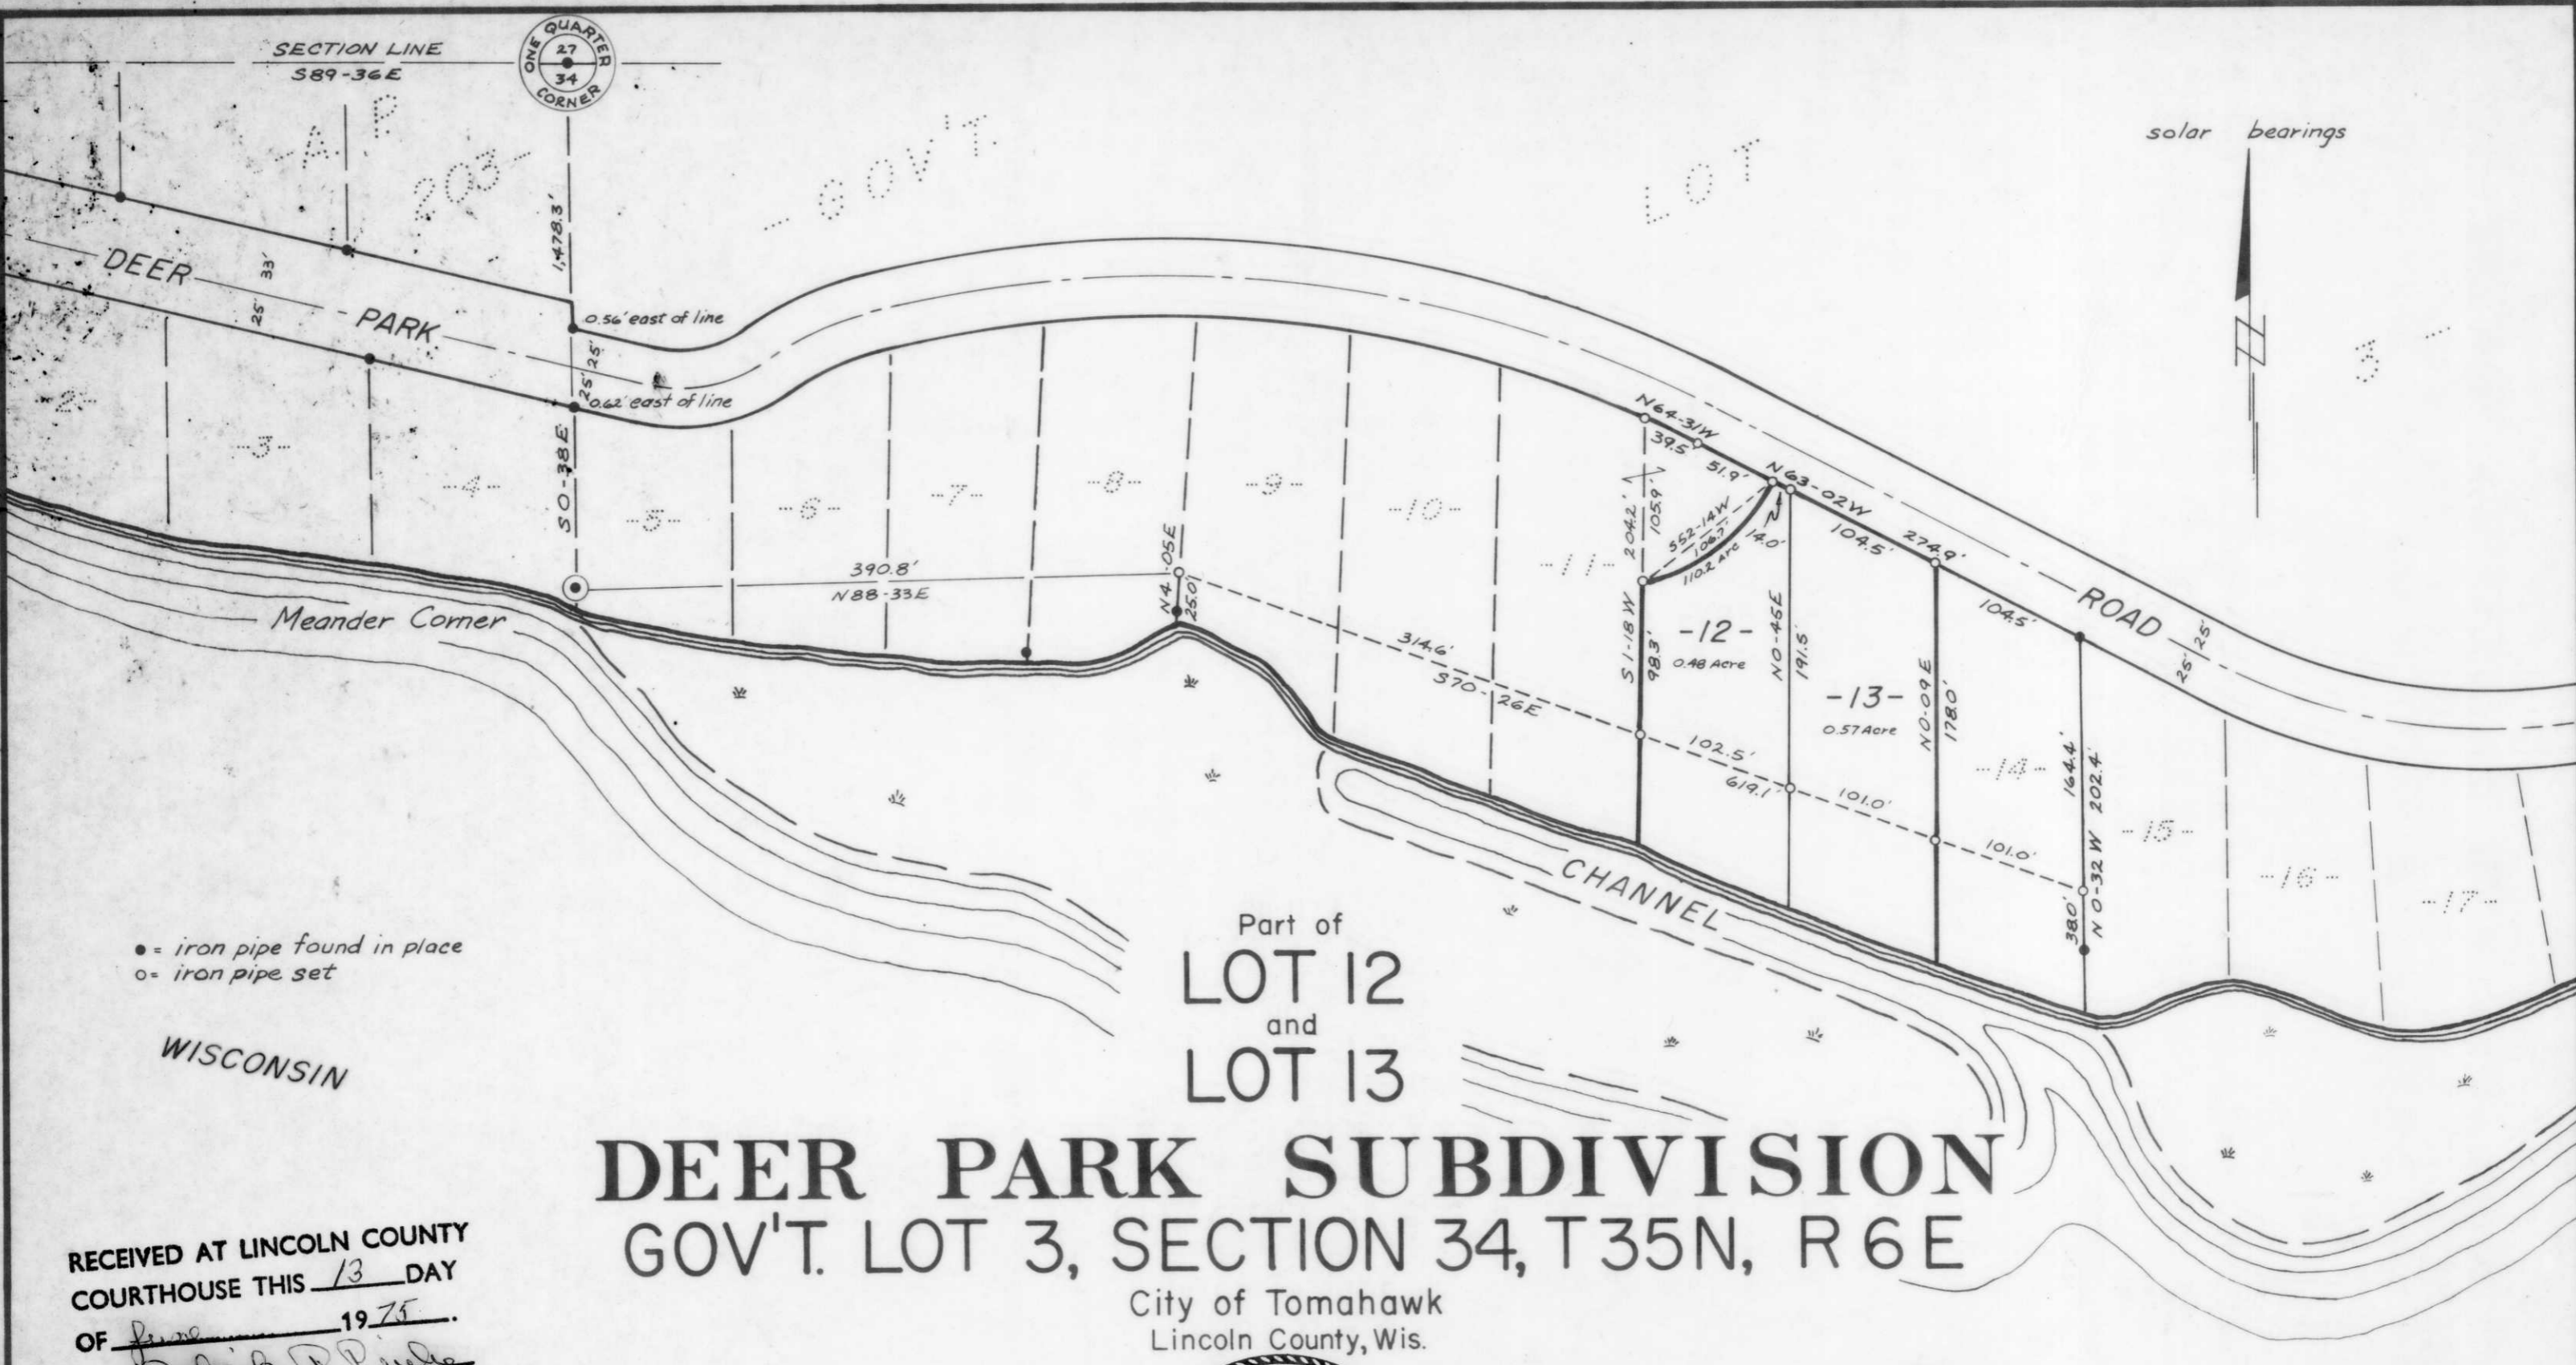 SECTION LINE
S89-36E
ONE QUARTER CORNER
27
34
solar bearings
N
-A. P.
203-
-GOV'T.
LOT
3 -
1,478.3'
DEER
PARK
ROAD
33'
25'
0.56' east of line
25' 25'
0.62' east of line
S0-38E
-2-
-3-
-4-
-5-
-6-
-7-
-8-
-9-
-10-
-11-
-12-
0.48 Acre
-13-
0.57 Acre
-14-
-15-
-16-
-17-
N64-31W
39.5'
51.9'
N63-02W
274.9'
104.5'
104.5'
204.2'
105.9'
S52-14W
106.7'
110.2 Arc
14.0'
S1-18W
98.3'
N0-45E
191.5'
N0-09E
178.0'
164.4'
N0-32W 202.4'
38.0'
25' 25'
390.8'
N88-33E
N4-05E
25.0'
314.6'
S70-26E
102.5'
619.1'
101.0'
101.0'
Meander Corner
CHANNEL
● = iron pipe found in place
o = iron pipe set
WISCONSIN
Part of
LOT 12
and
LOT 13
DEER PARK SUBDIVISION
GOV'T. LOT 3, SECTION 34, T35N, R6E
City of Tomahawk
Lincoln County, Wis.
RECEIVED AT LINCOLN COUNTY
COURTHOUSE THIS 13 DAY
OF June 1975.